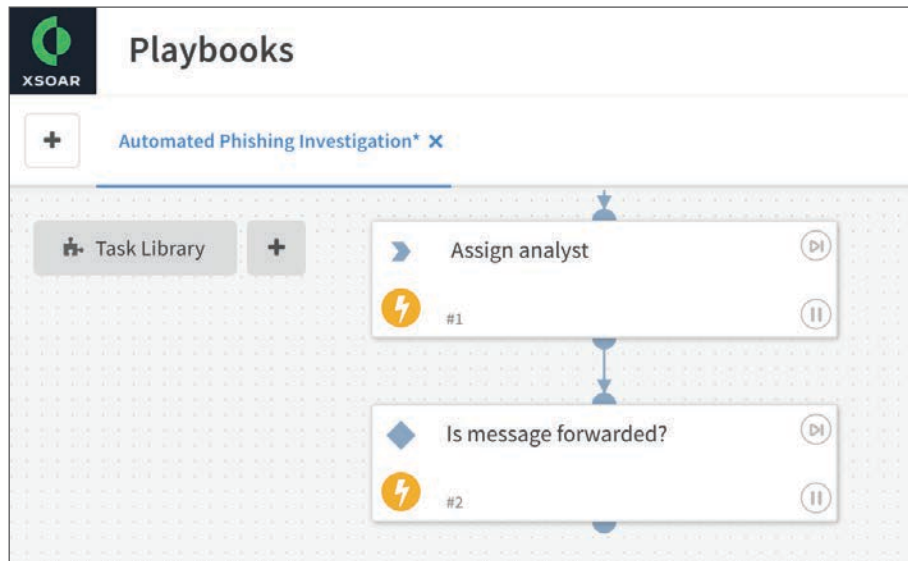 XSOAR
Playbooks
Automated Phishing Investigation*
Task Library
Assign analyst
#1
Is message forwarded?
#2